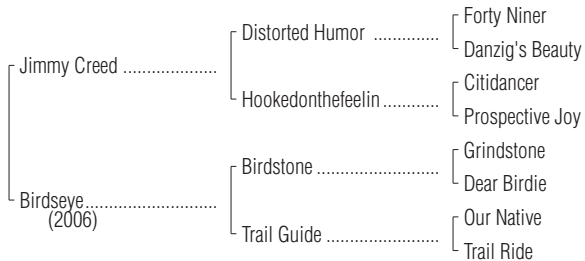 Forty Niner
Distorted Humor ..............
Danzig's Beauty
Jimmy Creed ....................
Citidancer
Hookedonthefeelin ............
Prospective Joy
Grindstone
Birdstone ..........................
Dear Birdie
Birdseye............................
(2006)
Our Native
Trail Guide ........................
Trail Ride